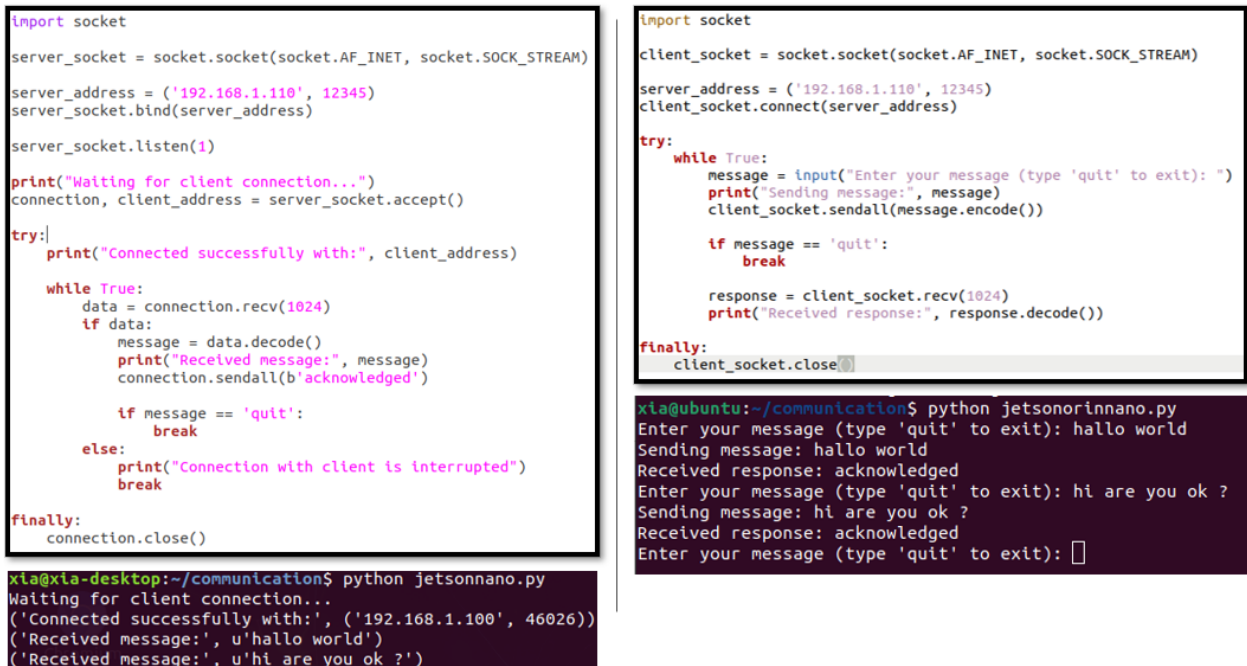 import socket
server_socket = socket.socket(socket.AF_INET, socket.SOCK_STREAM)
server_address = ('192.168.1.110', 12345)
server_socket.bind(server_address)
server_socket.listen(1)
print("Waiting for client connection...")
connection, client_address = server_socket.accept()
try:
    print("Connected successfully with:", client_address)
    while True:
        data = connection.recv(1024)
        if data:
            message = data.decode()
            print("Received message:", message)
            connection.sendall(b'acknowledged')
            if message == 'quit':
                break
        else:
            print("Connection with client is interrupted")
            break
finally:
    connection.close()
xia@xia-desktop:~/communication$ python jetsonnano.py
Waiting for client connection...
('Connected successfully with:', ('192.168.1.100', 46026))
('Received message:', u'hallo world')
('Received message:', u'hi are you ok ?')
import socket
client_socket = socket.socket(socket.AF_INET, socket.SOCK_STREAM)
server_address = ('192.168.1.110', 12345)
client_socket.connect(server_address)
try:
    while True:
        message = input("Enter your message (type 'quit' to exit): ")
        print("Sending message:", message)
        client_socket.sendall(message.encode())
        if message == 'quit':
            break
        response = client_socket.recv(1024)
        print("Received response:", response.decode())
finally:
    client_socket.close()
xia@ubuntu:~/communication$ python jetsonorinnano.py
Enter your message (type 'quit' to exit): hallo world
Sending message: hallo world
Received response: acknowledged
Enter your message (type 'quit' to exit): hi are you ok ?
Sending message: hi are you ok ?
Received response: acknowledged
Enter your message (type 'quit' to exit):